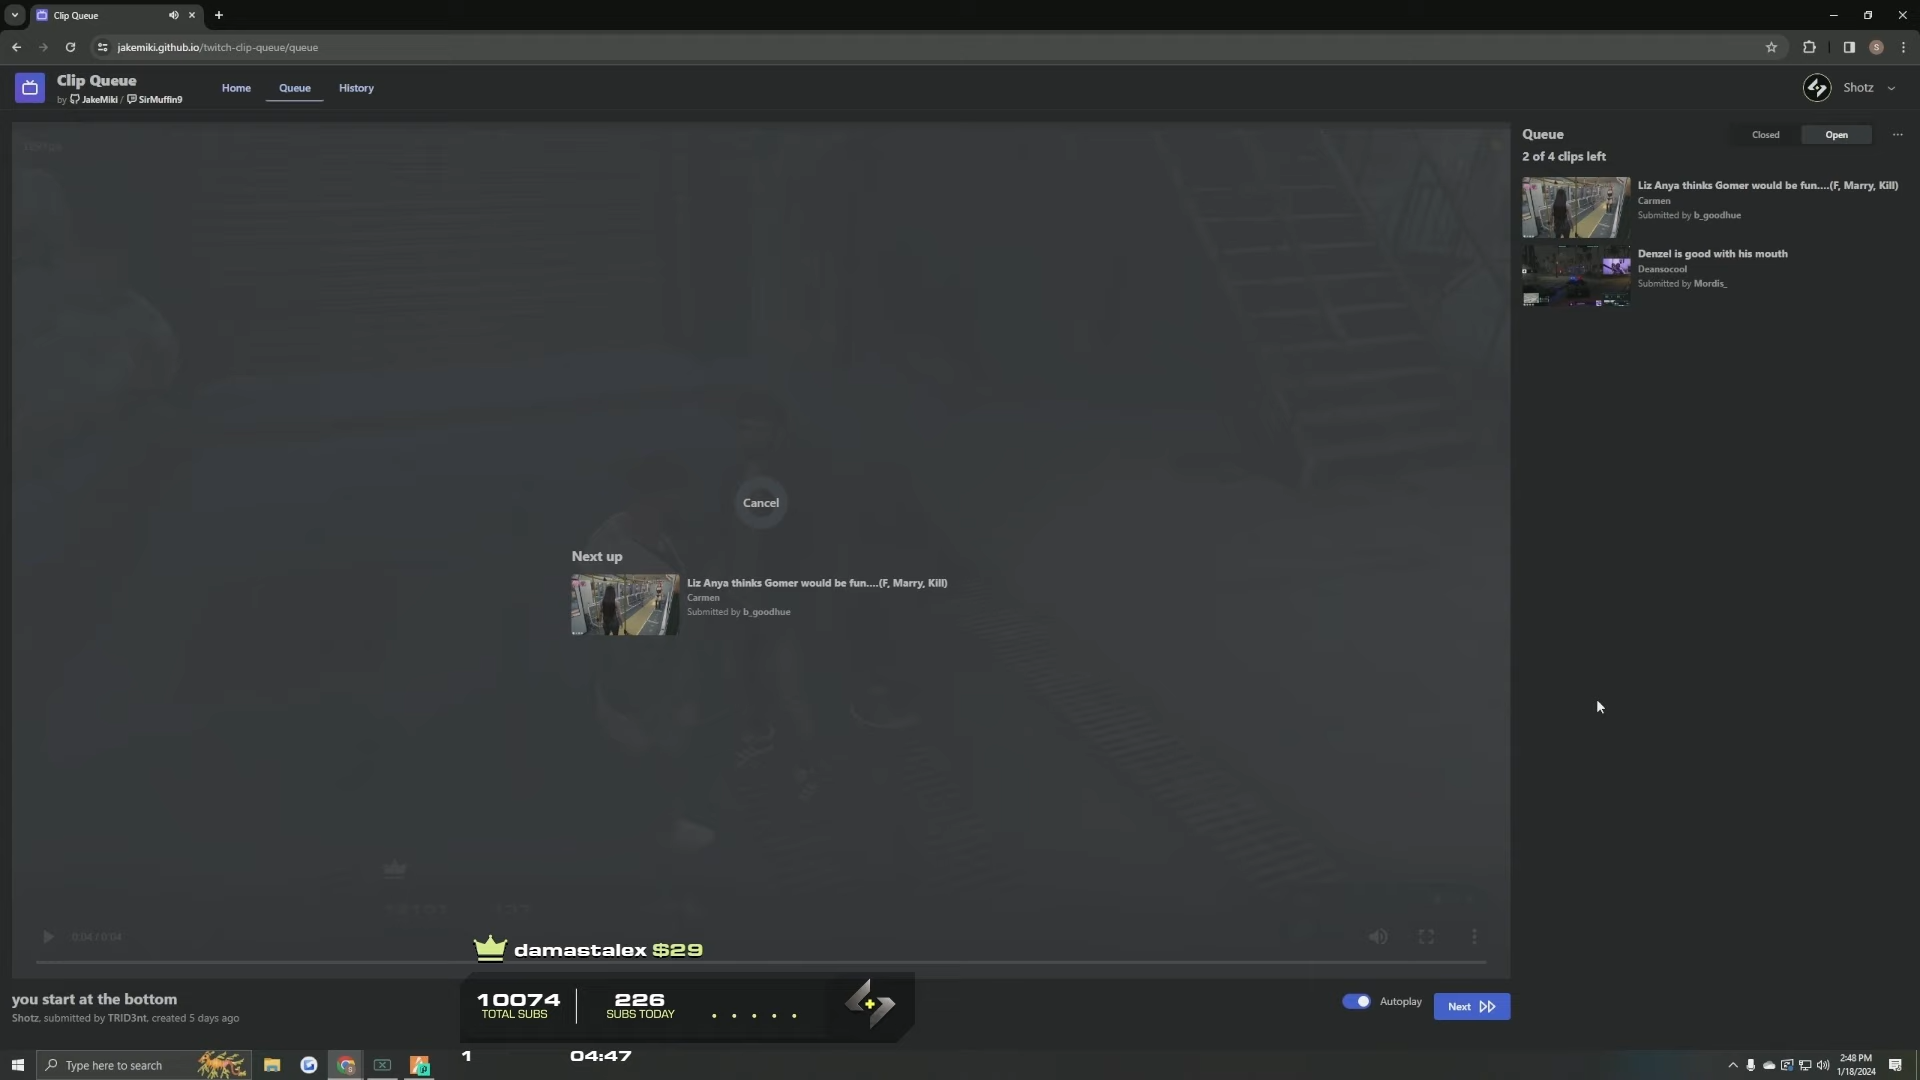 Clip Queue
jakemiki.github.io/twitch-clip-queue/queue
S
Clip Queue
by JakeMiki / SirMuffin9
Home
Queue
History
Shotz
Queue
Closed
Open
2 of 4 clips left
Liz Anya thinks Gomer would be fun....(F, Marry, Kill)
Carmen
Submitted by b_goodhue
Denzel is good with his mouth
Deansocool
Submitted by Mordis_
Cancel
Next up
Liz Anya thinks Gomer would be fun....(F, Marry, Kill)
Carmen
Submitted by b_goodhue
0:04 / 0:04
damastalex $29
you start at the bottom
Shotz, submitted by TRID3nt, created 5 days ago
10074
TOTAL SUBS
226
SUBS TODAY
Autoplay
Next
1
04:47
Type here to search
2:48 PM
1/18/2024